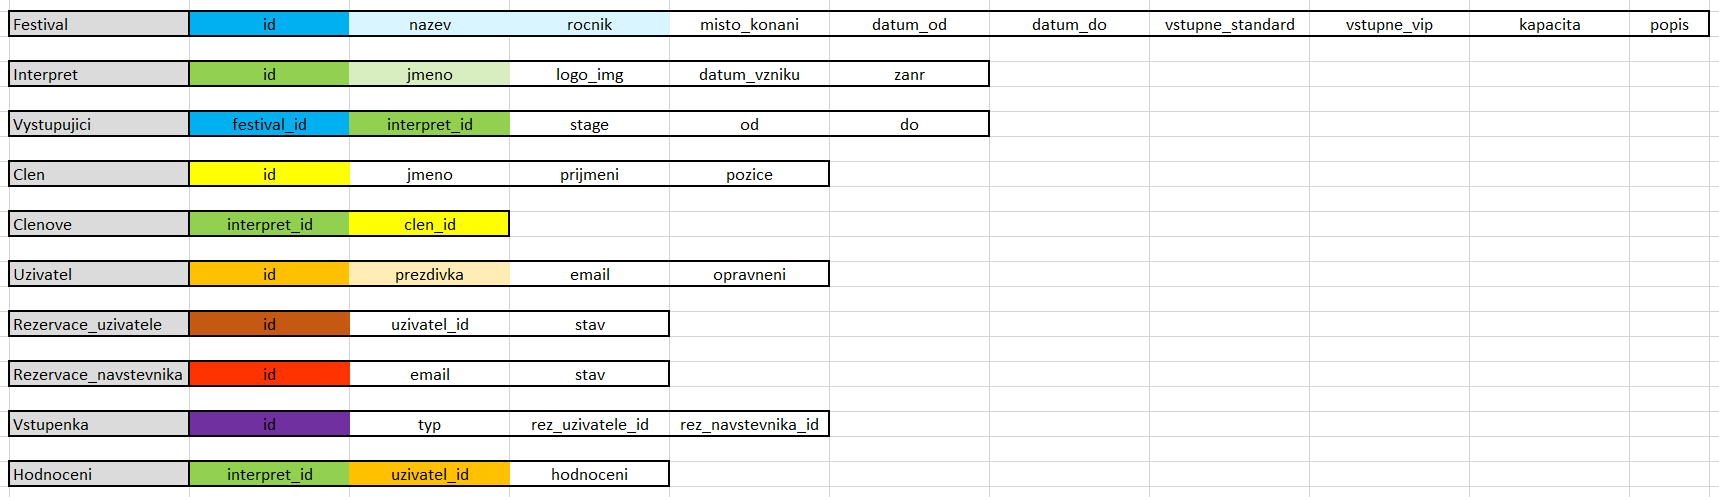 Festival id nazev rocnik misto_konani datum_od datum_do vstupne_standard vstupne_vip kapacita popis
Interpret id jmeno logo_img datum_vzniku zanr
Vystupujici festival_id interpret_id stage od do
Clen id jmeno prijmeni pozice
Clenove interpret_id clen_id
Uzivatel id prezdivka email opravneni
Rezervace_uzivatele id uzivatel_id stav
Rezervace_navstevnika id email stav
Vstupenka id typ rez_uzivatele_id rez_navstevnika_id
Hodnoceni interpret_id uzivatel_id hodnoceni